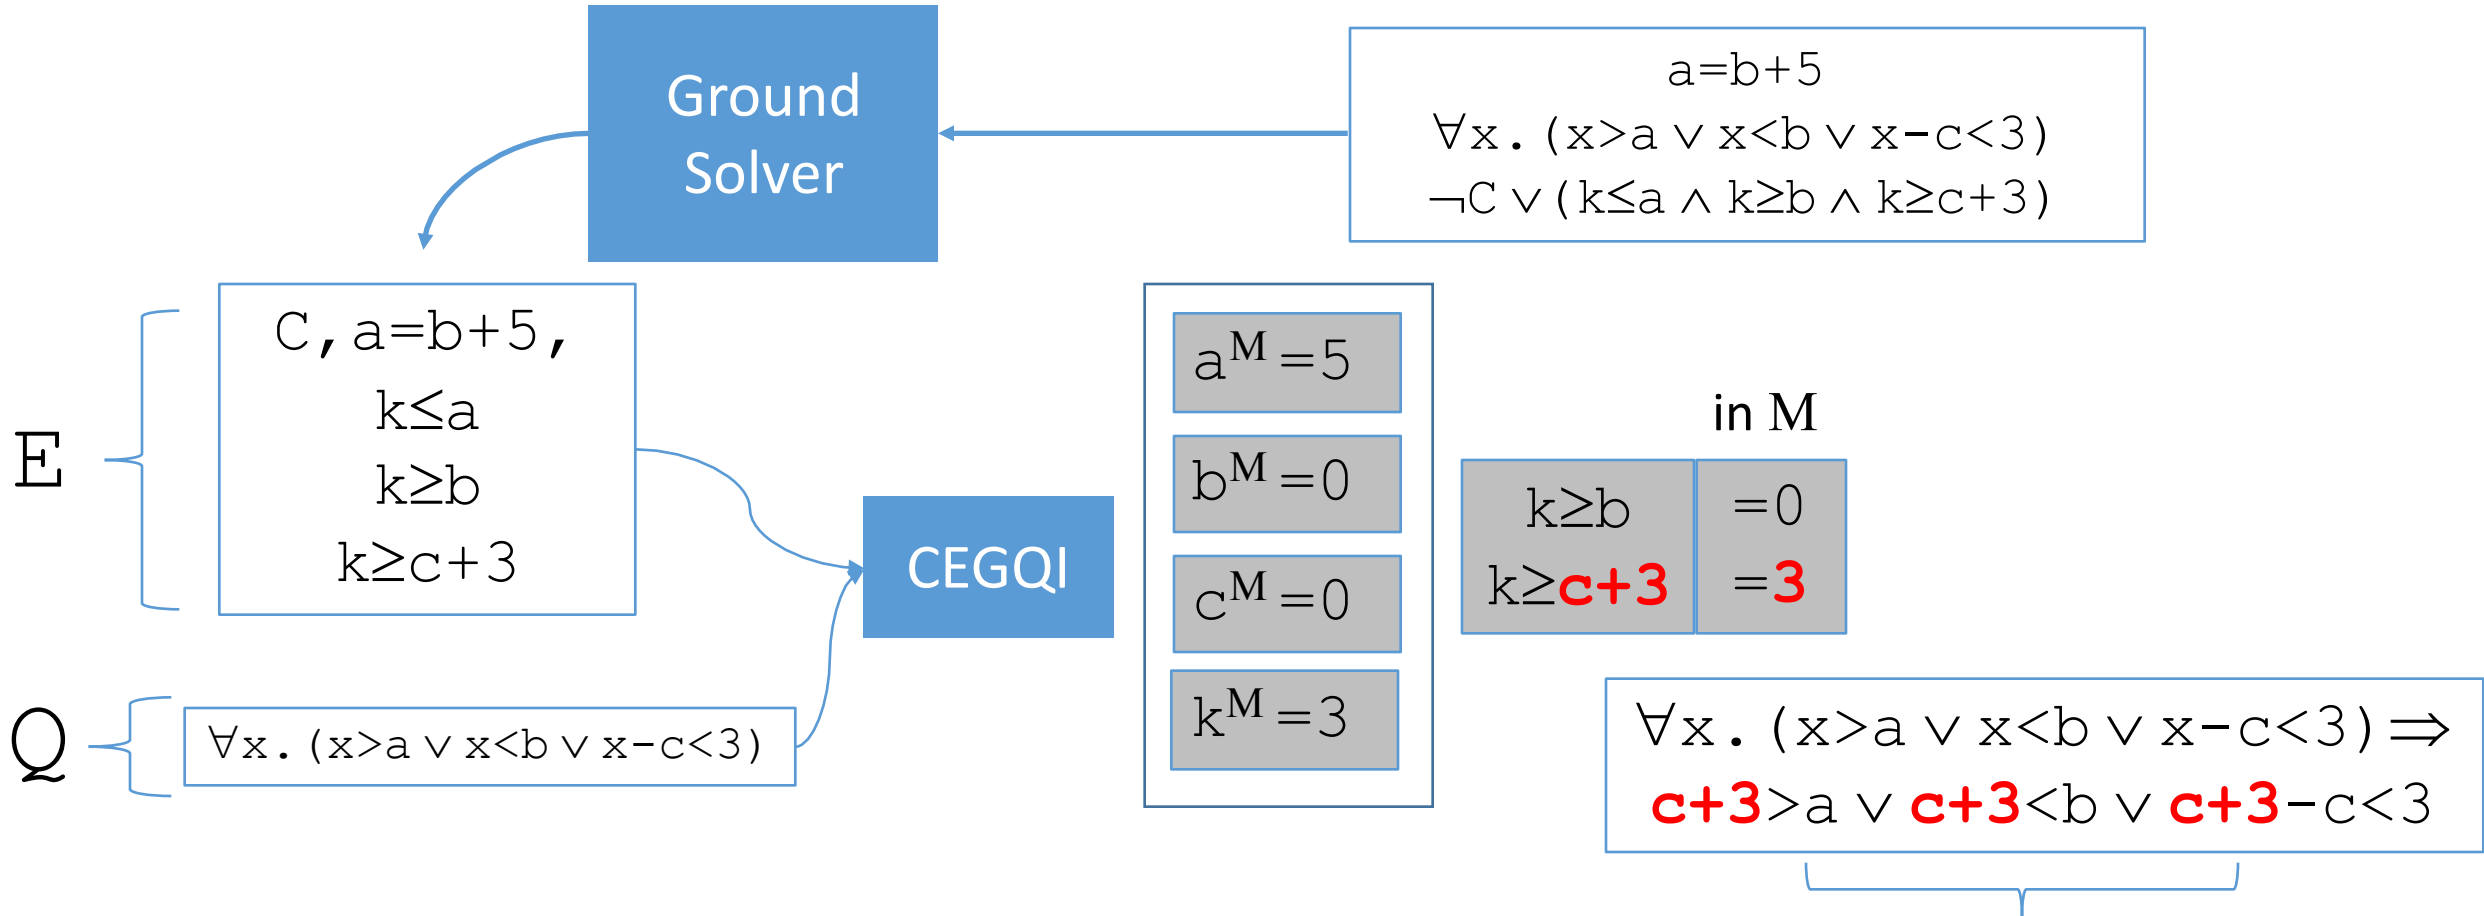 Ground
Solver
a=b+5
∀x.(x>a ∨ x<b ∨ x-c<3)
¬C ∨ (k≤a ∧ k≥b ∧ k≥c+3)
E
C,a=b+5,
k≤a
k≥b
k≥c+3
Q
∀x.(x>a ∨ x<b ∨ x-c<3)
CEGQI
aᴹ=5
bᴹ=0
cᴹ=0
kᴹ=3
in M
k≥b =0
k≥c+3 =3
∀x.(x>a ∨ x<b ∨ x-c<3)⇒
c+3>a ∨ c+3<b ∨ c+3-c<3